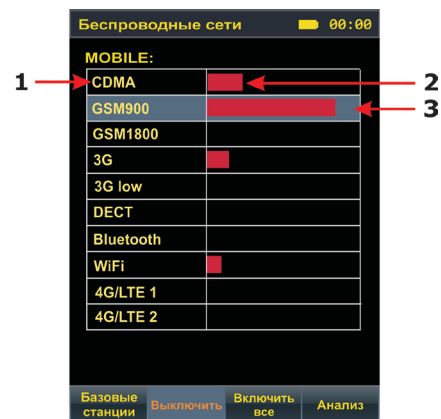 Беспроводные сети 00:00
MOBILE:
1 CDMA 2
GSM900 3
GSM1800
3G
3G low
DECT
Bluetooth
WiFi
4G/LTE 1
4G/LTE 2
Базовые станции Выключить Включить все Анализ